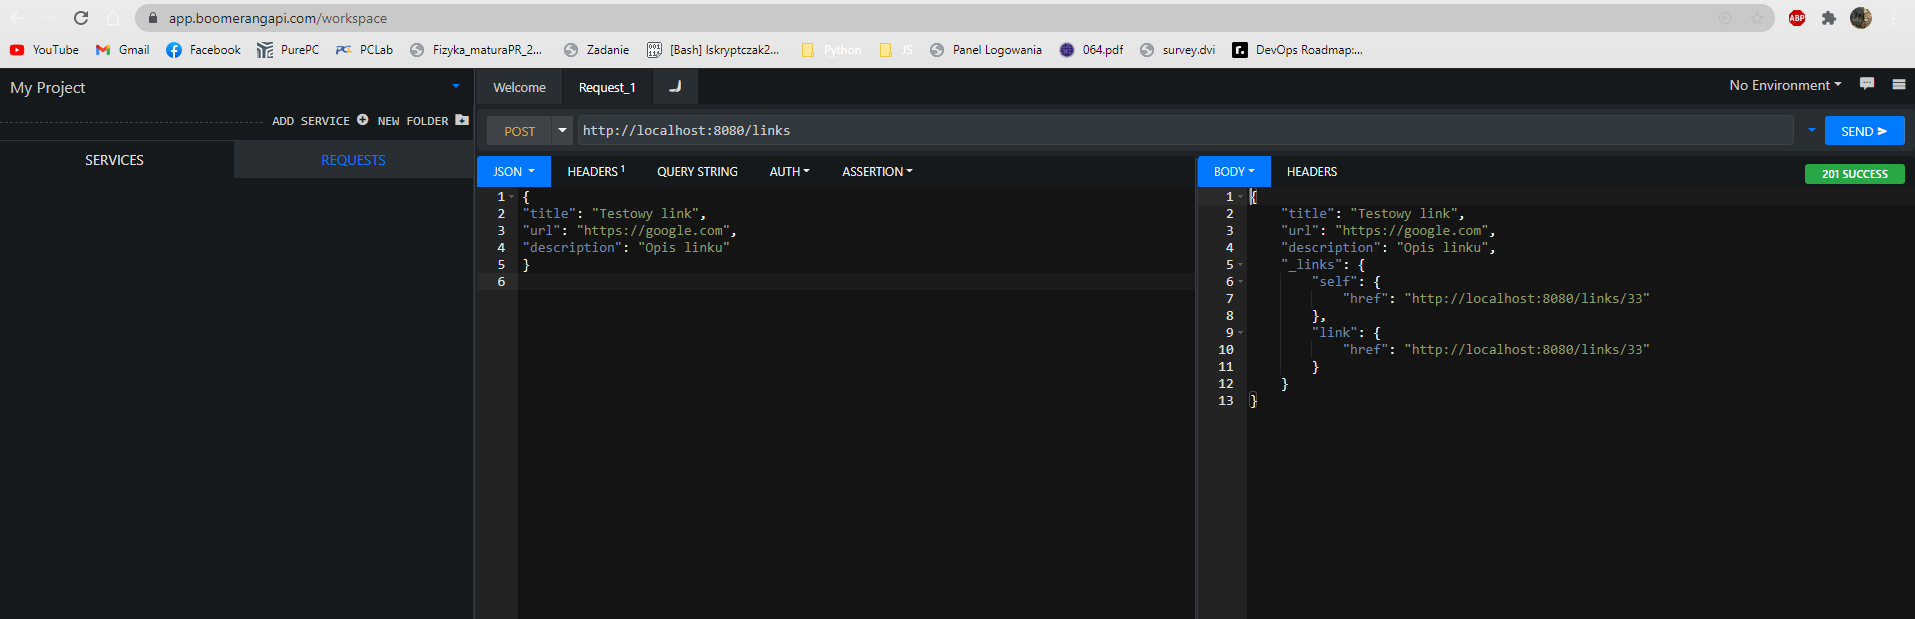 app.boomerangapi.com/workspace
ABP
YouTube Gmail Facebook PurePC PCLab Fizyka_maturaPR_2... Zadanie [Bash] Iskryptczak2... Python JS Panel Logowania 064.pdf survey.dvi DevOps Roadmap:...
My Project
Welcome Request_1
No Environment
ADD SERVICE NEW FOLDER
POST http://localhost:8080/links SEND
SERVICES REQUESTS
JSON HEADERS 1 QUERY STRING AUTH ASSERTION
1 {
2 "title": "Testowy link",
3 "url": "https://google.com",
4 "description": "Opis linku"
5 }
6
BODY HEADERS 201 SUCCESS
1 {
2 "title": "Testowy link",
3 "url": "https://google.com",
4 "description": "Opis linku",
5 "_links": {
6 "self": {
7 "href": "http://localhost:8080/links/33"
8 },
9 "link": {
10 "href": "http://localhost:8080/links/33"
11 }
12 }
13 }